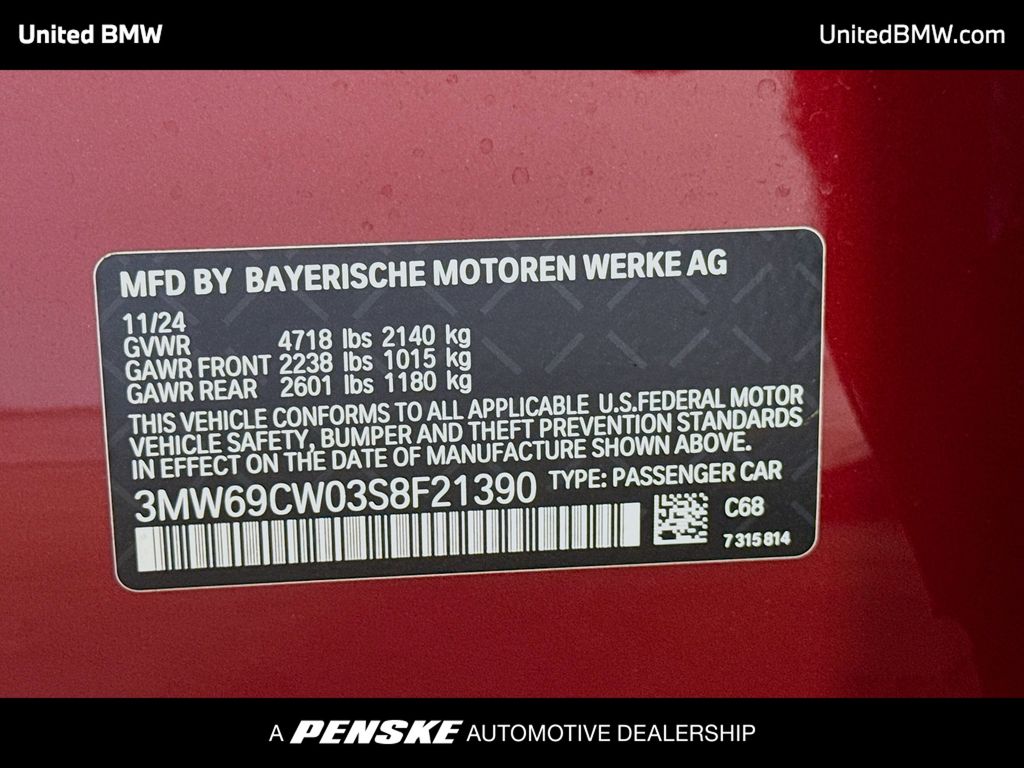 United BMW
UnitedBMW.com
MFD BY BAYERISCHE MOTOREN WERKE AG
11/24
GVWR 4718 lbs 2140 kg
GAWR FRONT 2238 lbs 1015 kg
GAWR REAR 2601 lbs 1180 kg
THIS VEHICLE CONFORMS TO ALL APPLICABLE U.S.FEDERAL MOTOR
VEHICLE SAFETY, BUMPER AND THEFT PREVENTION STANDARDS
IN EFFECT ON THE DATE OF MANUFACTURE SHOWN ABOVE.
3MW69CW03S8F21390 TYPE: PASSENGER CAR
C68
7315814
A PENSKE AUTOMOTIVE DEALERSHIP